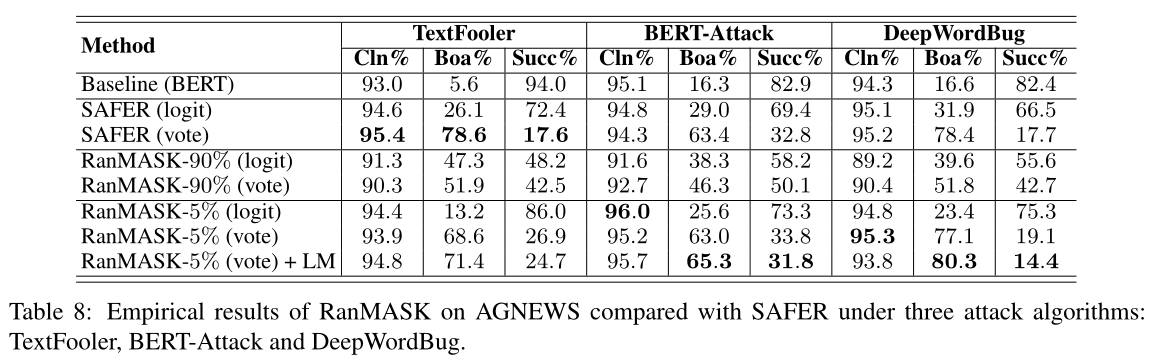 Method TextFooler BERT-Attack DeepWordBug
Cln% Boa% Succ% Cln% Boa% Succ% Cln% Boa% Succ%
Baseline (BERT) 93.0 5.6 94.0 95.1 16.3 82.9 94.3 16.6 82.4
SAFER (logit) 94.6 26.1 72.4 94.8 29.0 69.4 95.1 31.9 66.5
SAFER (vote) 95.4 78.6 17.6 94.3 63.4 32.8 95.2 78.4 17.7
RanMASK-90% (logit) 91.3 47.3 48.2 91.6 38.3 58.2 89.2 39.6 55.6
RanMASK-90% (vote) 90.3 51.9 42.5 92.7 46.3 50.1 90.4 51.8 42.7
RanMASK-5% (logit) 94.4 13.2 86.0 96.0 25.6 73.3 94.8 23.4 75.3
RanMASK-5% (vote) 93.9 68.6 26.9 95.2 63.0 33.8 95.3 77.1 19.1
RanMASK-5% (vote) + LM 94.8 71.4 24.7 95.7 65.3 31.8 93.8 80.3 14.4
Table 8: Empirical results of RanMASK on AGNEWS compared with SAFER under three attack algorithms:
TextFooler, BERT-Attack and DeepWordBug.